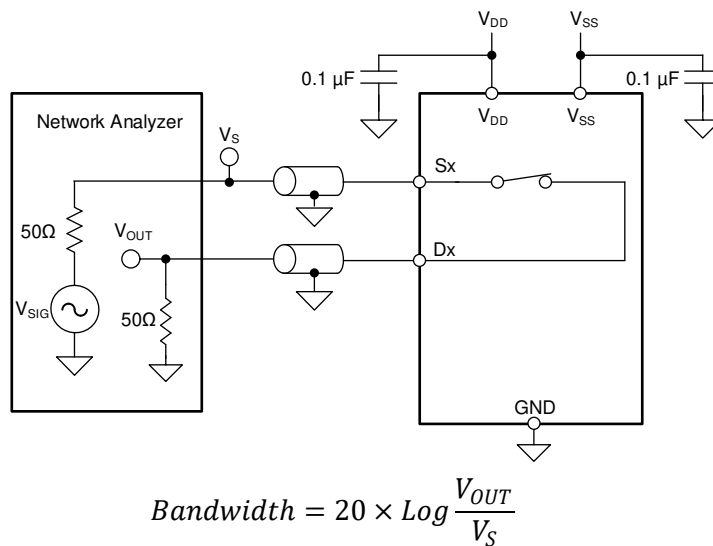 V_DD
V_SS
0.1 µF
0.1 µF
Network Analyzer
V_DD
V_SS
V_S
Sx
50Ω
V_OUT
Dx
V_SIG
50Ω
GND
Bandwidth = 20 × Log V_OUT / V_S